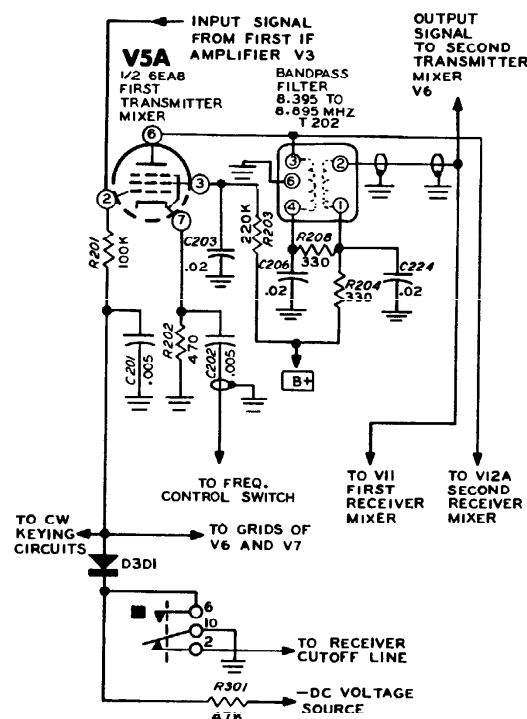 INPUT SIGNAL
FROM FIRST IF
AMPLIFIER V3
OUTPUT
SIGNAL
TO SECOND
TRANSMITTER
MIXER
V6
V5A
1/2 6EA8
FIRST
TRANSMITTER
MIXER
BANDPASS
FILTER
8.395 TO
8.895 MHZ
T 202
6
2
3
7
3
2
6
4
1
R201
100K
C203
.02
220K
R203
R208
330
C206
.02
R204
330
C224
.02
C201
.005
R202
470
C202
.005
B+
TO FREQ.
CONTROL SWITCH
TO V11
FIRST
RECEIVER
MIXER
TO V12A
SECOND
RECEIVER
MIXER
TO CW
KEYING
CIRCUITS
TO GRIDS OF
V6 AND V7
D3D1
6
10
2
TO RECEIVER
CUTOFF LINE
R301
47K
-DC VOLTAGE
SOURCE